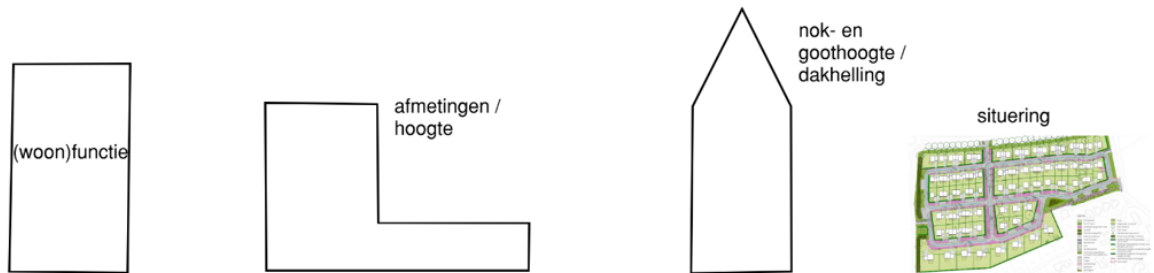 (woon)functie
afmetingen /
hoogte
nok- en
goothoogte /
dakhelling
situering